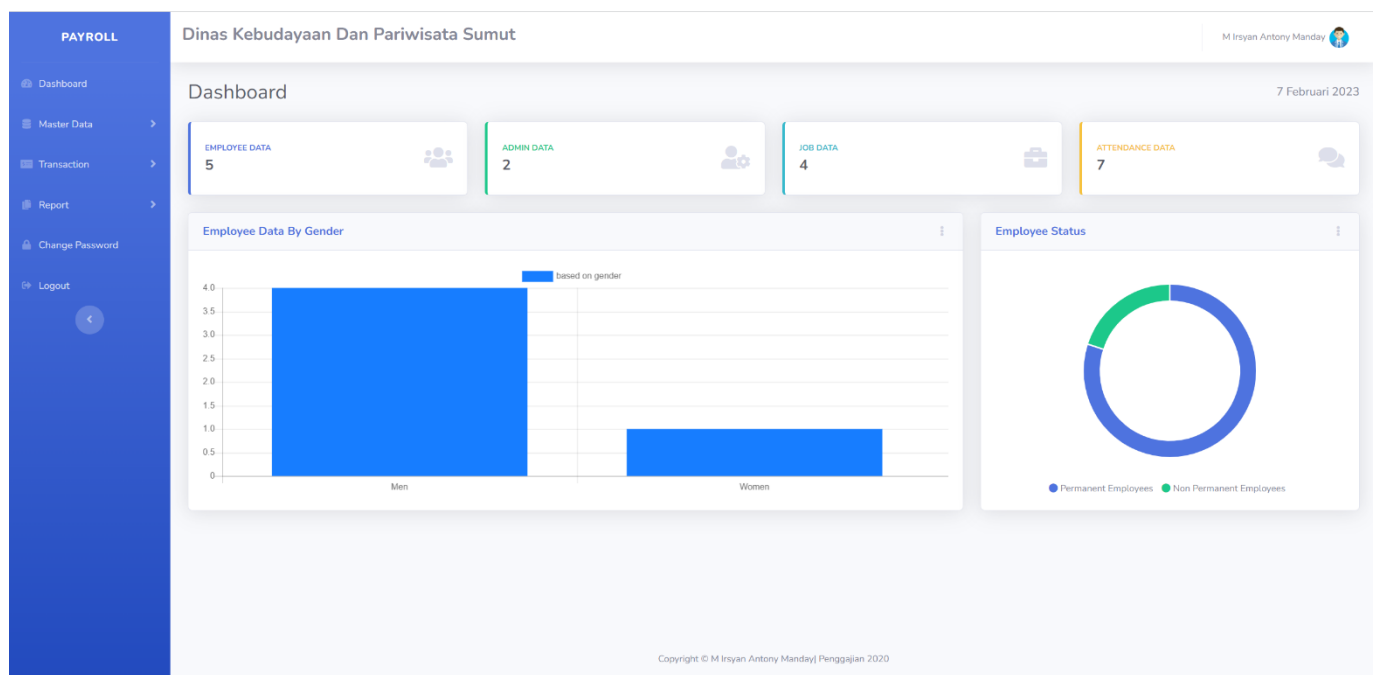 PAYROLL
Dinas Kebudayaan Dan Pariwisata Sumut
M Irsyan Antony Manday
Dashboard
Master Data
Transaction
Report
Change Password
Logout
Dashboard
7 Februari 2023
EMPLOYEE DATA
5
ADMIN DATA
2
JOB DATA
4
ATTENDANCE DATA
7
Employee Data By Gender
based on gender
4.0
3.5
3.0
2.5
2.0
1.5
1.0
0.5
0
Men
Women
Employee Status
Permanent Employees
Non Permanent Employees
Copyright © M Irsyan Antony Manday| Penggajian 2020